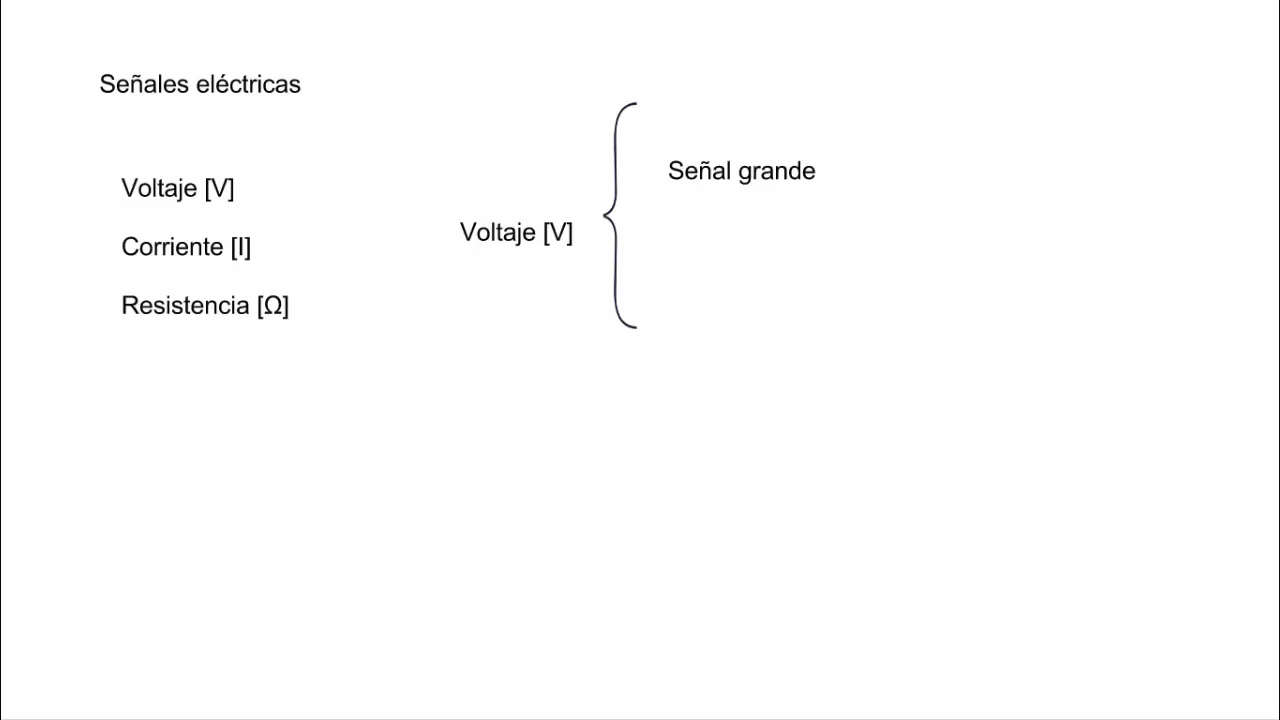 Señales eléctricas
Voltaje [V]
Corriente [I]
Resistencia [Ω]
Voltaje [V]
Señal grande